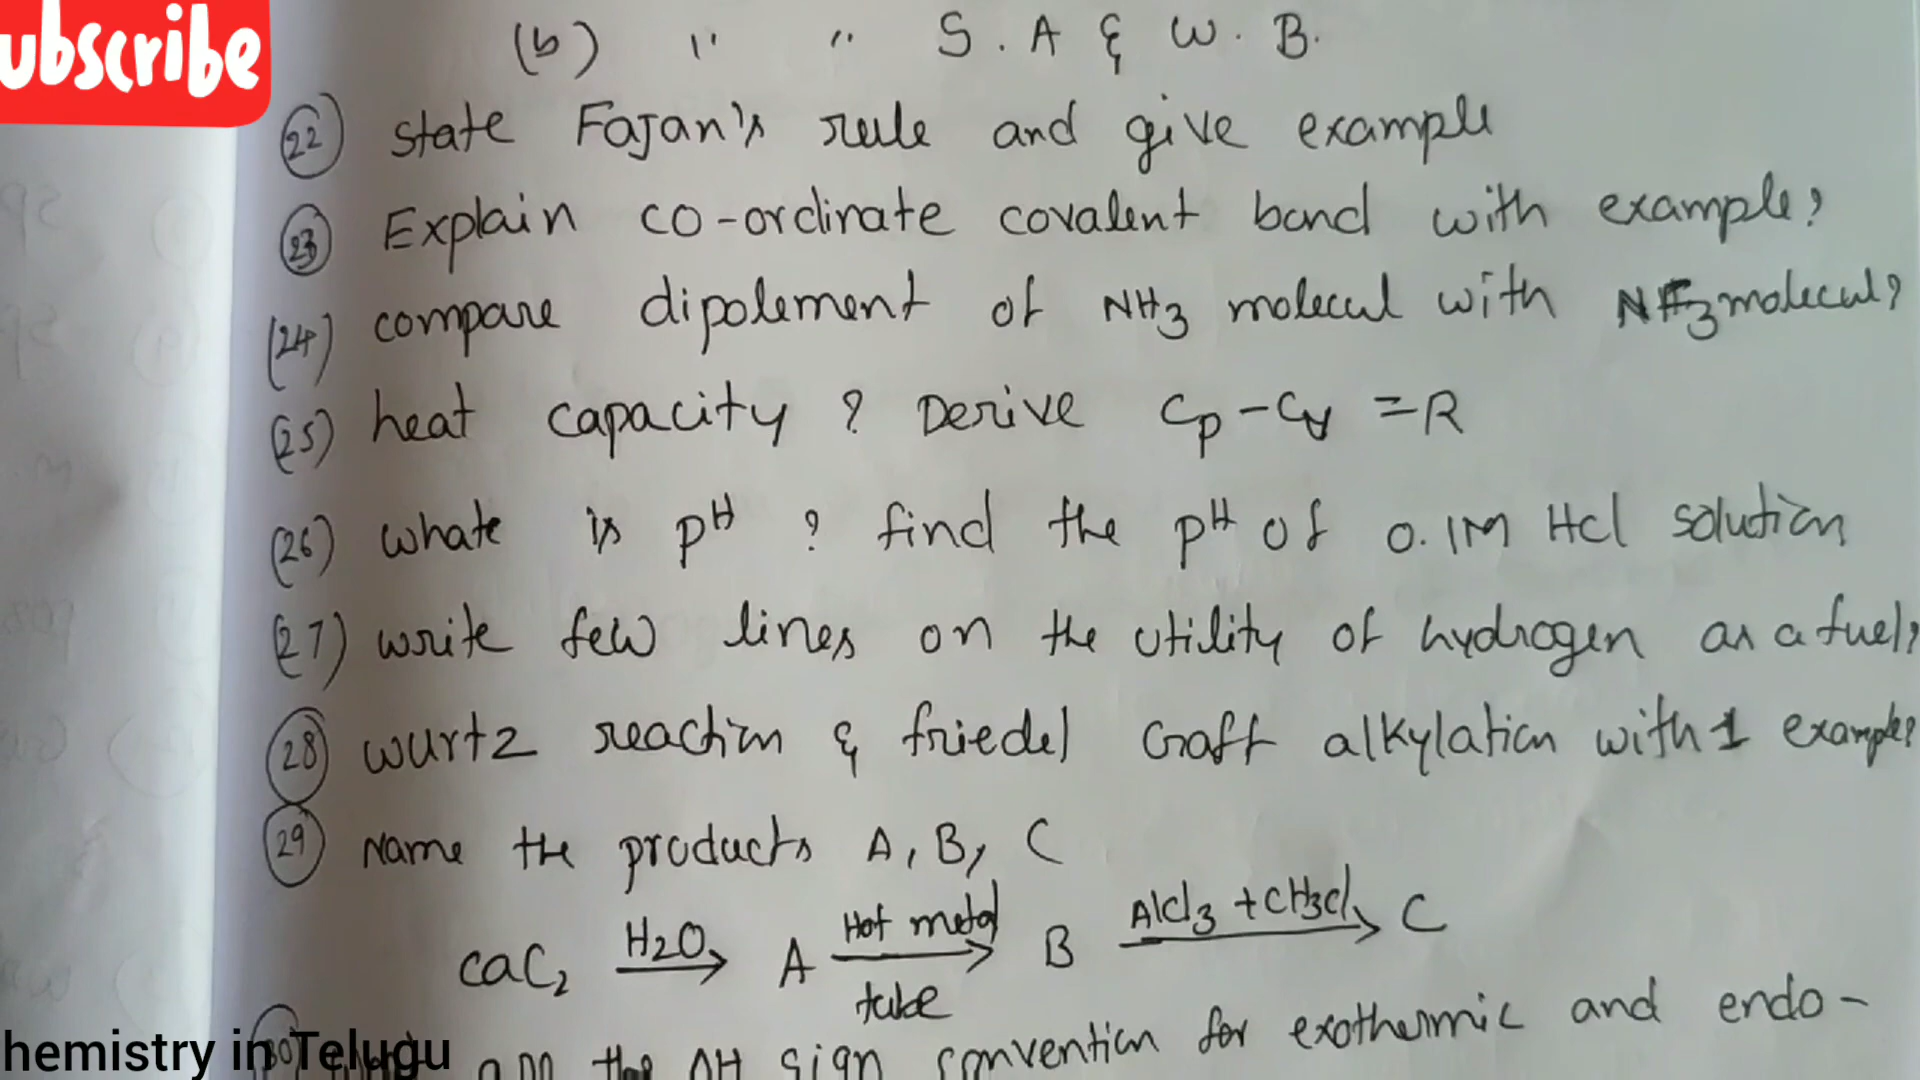 ubscribe
(b) " " S. A & W. B.
(22) state Fajan's rule and give example
(23) Explain co-ordinate covalent bond with example?
(24) compare dipolement of NH3 molecul with NF3 molecul?
(25) heat capacity ? Derive Cp-Cv =R
(26) whate is pH ? find the pH of 0.1M Hcl solution
(27) write few lines on the utility of hydrogen as a fuel?
(28) wurtz reaction & friedel Craft alkylation with 1 example?
(29) Name the products A, B, C
caC2 H2O→ A Hot metal tube→ B AlCl3 +CH3Cl→ C
(30) the ΔH sign convention for exothermic and endo-
hemistry in Telugu